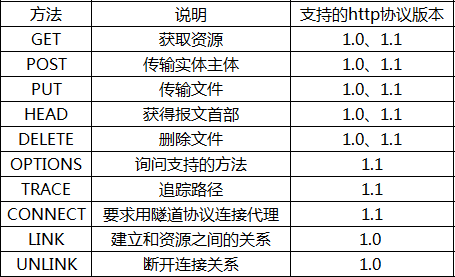 方法 说明 支持的http协议版本
GET 获取资源 1.0、1.1
POST 传输实体主体 1.0、1.1
PUT 传输文件 1.0、1.1
HEAD 获得报文首部 1.0、1.1
DELETE 删除文件 1.0、1.1
OPTIONS 询问支持的方法 1.1
TRACE 追踪路径 1.1
CONNECT 要求用隧道协议连接代理 1.1
LINK 建立和资源之间的关系 1.0
UNLINK 断开连接关系 1.0